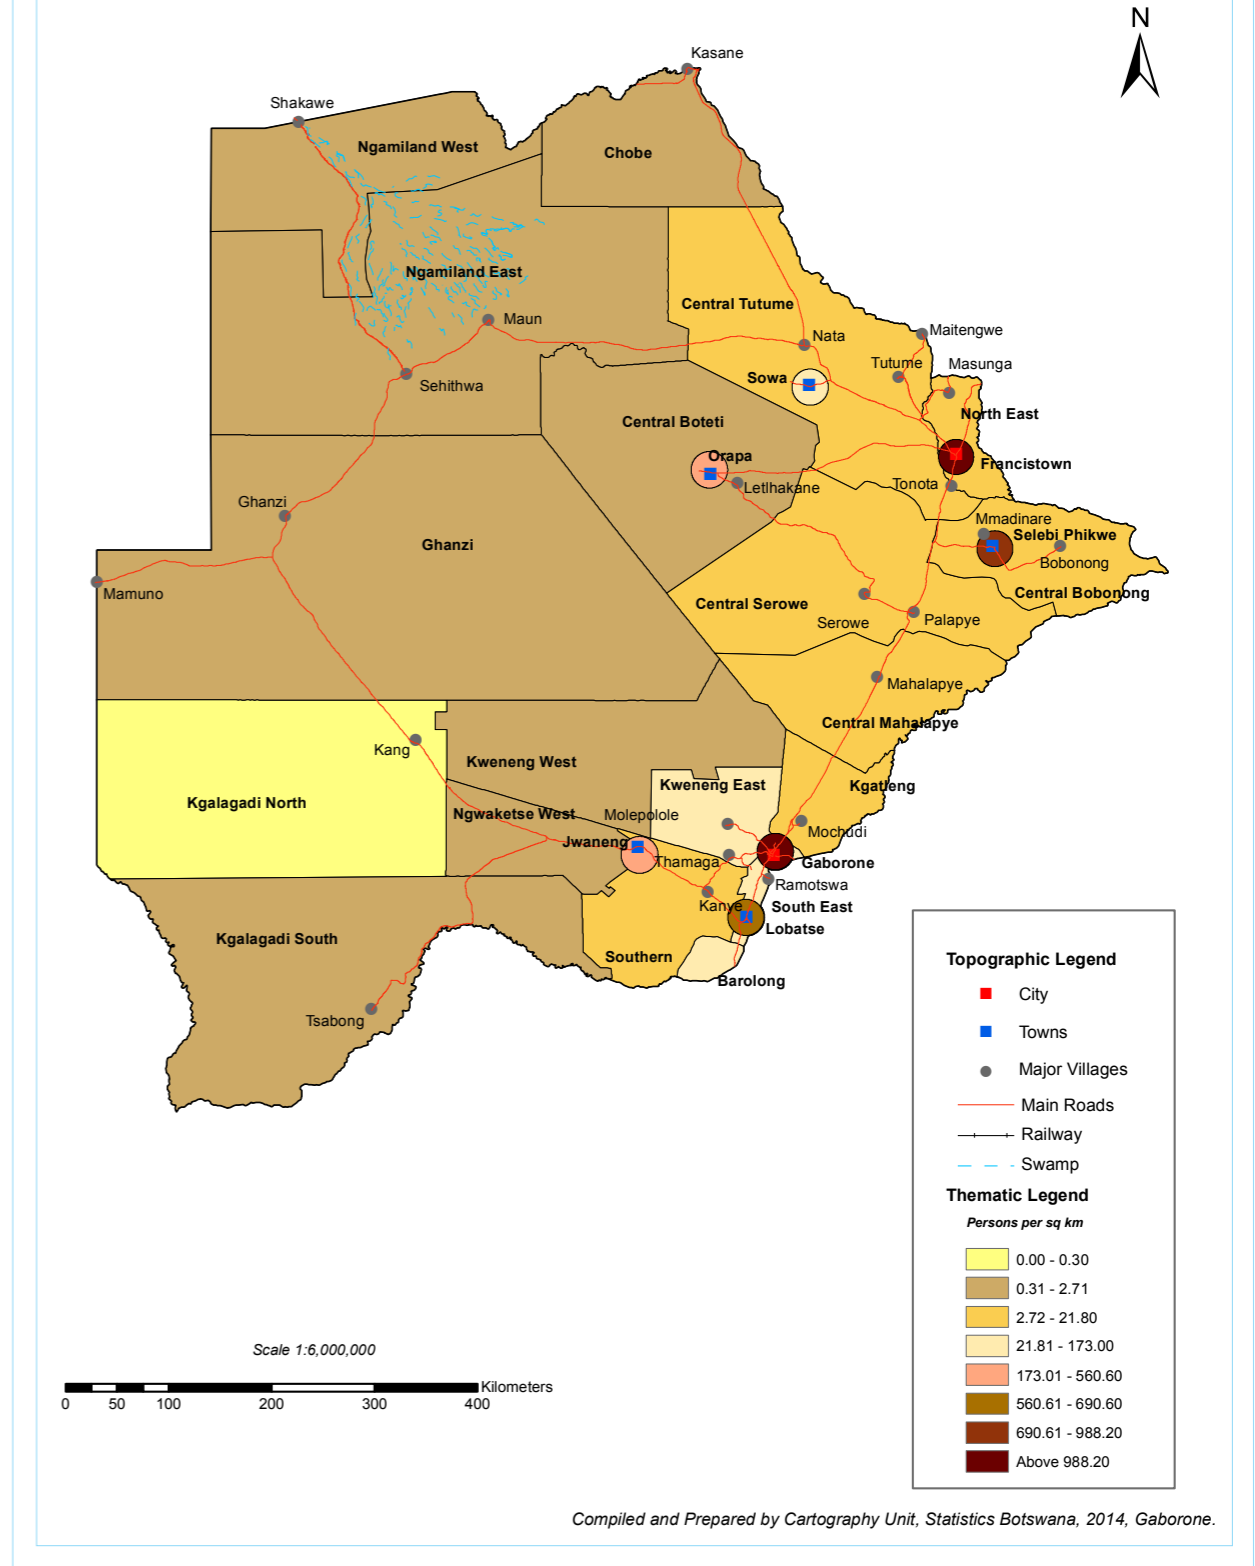 N
Kasane
Shakawe
Ngamiland West
Chobe
Ngamiland East
Central Tutume
Maun
Nata
Maitengwe
Sehithwa
Tutume
Masunga
Sowa
North East
Central Boteti
Orapa
Francistown
Letlhakane
Tonota
Ghanzi
Mmadinare
Selebi Phikwe
Ghanzi
Bobonong
Mamuno
Central Serowe
Central Bobonong
Serowe
Palapye
Mahalapye
Central Mahalapye
Kang
Kweneng West
Kweneng East
Kgatleng
Kgalagadi North
Ngwaketse West
Molepolole
Mochudi
Jwaneng
Thamaga
Gaborone
Ramotswa
Kanye
South East
Lobatse
Kgalagadi South
Southern
Barolong
Tsabong
Topographic Legend
City
Towns
Major Villages
Main Roads
Railway
Swamp
Thematic Legend
Persons per sq km
0.00 - 0.30
0.31 - 2.71
2.72 - 21.80
21.81 - 173.00
173.01 - 560.60
560.61 - 690.60
690.61 - 988.20
Above 988.20
Scale 1:6,000,000
Kilometers
0 50 100 200 300 400
Compiled and Prepared by Cartography Unit, Statistics Botswana, 2014, Gaborone.